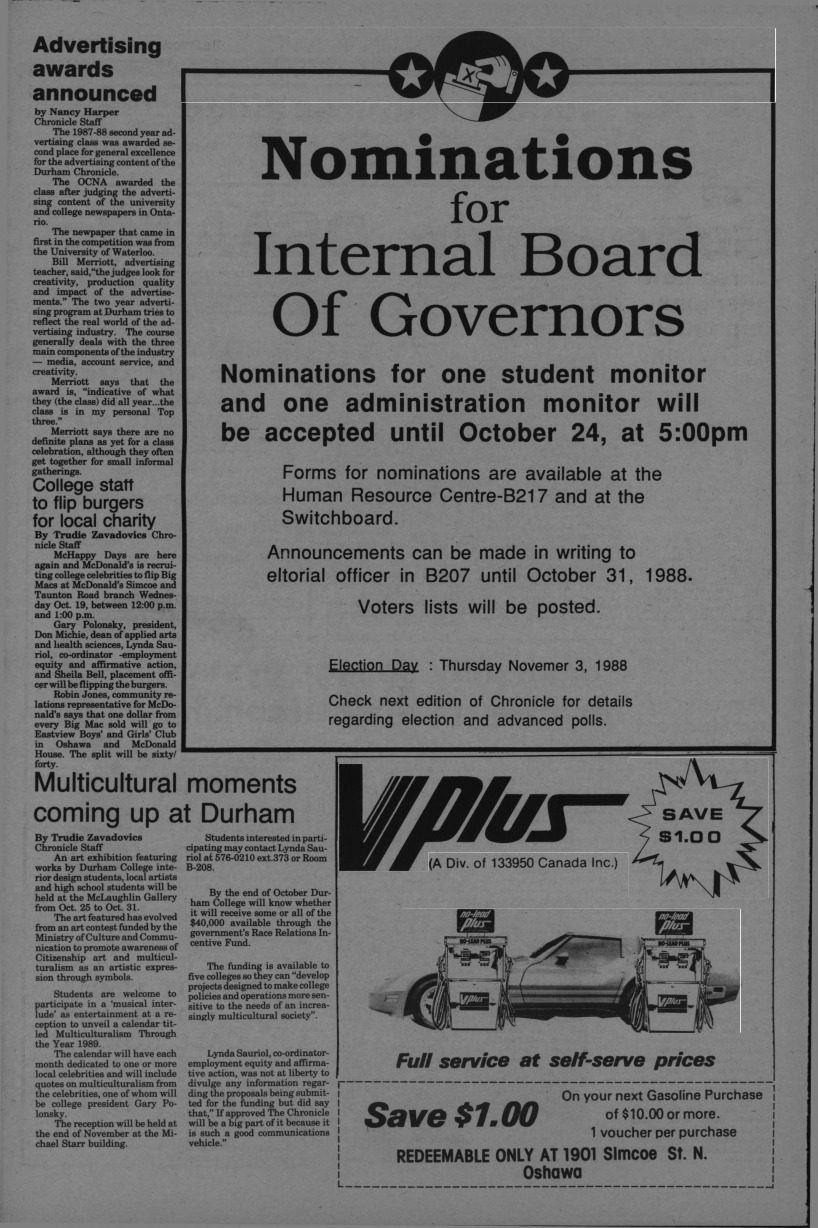 Advertising
awards
announced
by Nancy Harper
Chronicle Staff
The 1987-88 second year ad-
vertising class was awarded se-
cond place for general excellence
for the advertising content of the
Durham Chronicle.
The OCNA awarded the
class after judging the adverti-
sing content of the university
and college newspapers in Onta-
rio.
The newpaper that came in
first in the competition was from
the University of Waterloo.
Bill Merriott, advertising
teacher, said,"the judges look for
creativity, production quality
and impact of the advertise-
ments." The two year adverti-
sing program at Durham tries to
reflect the real world of the ad-
vertising industry. The course
generally deals with the three
main components of the industry
— media, account service, and
creativity.
Merriott says that the
award is, "indicative of what
they (the class) did all year...the
class is in my personal Top
three."
Merriott says there are no
definite plans as yet for a class
celebration, although they often
get together for small informal
gatherings.
College staff
to flip burgers
for local charity
By Trudie Zavadovics Chro-
nicle Staff
McHappy Days are here
again and McDonald's is recrui-
ting college celebrities to flip Big
Macs at McDonald's Simcoe and
Taunton Road branch Wednes-
day Oct. 19, between 12:00 p.m.
and 1:00 p.m.
Gary Polonsky, president,
Don Michie, dean of applied arts
and health sciences, Lynda Sau-
riol, co-ordinator -employment
equity and affirmative action,
and Sheila Bell, placement offi-
cer will be flipping the burgers.
Robin Jones, community re-
lations representative for McDo-
nald's says that one dollar from
every Big Mac sold will go to
Eastview Boys' and Girls' Club
in Oshawa and McDonald
House. The split will be sixty/
forty.
Nominations
for
Internal Board
Of Governors
Nominations for one student monitor
and one administration monitor will
be accepted until October 24, at 5:00pm
Forms for nominations are available at the
Human Resource Centre-B217 and at the
Switchboard.
Announcements can be made in writing to
eltorial officer in B207 until October 31, 1988.
Voters lists will be posted.
Election Day : Thursday Novemer 3, 1988
Check next edition of Chronicle for details
regarding election and advanced polls.
Multicultural moments
coming up at Durham
By Trudie Zavadovics
Chronicle Staff
An art exhibition featuring
works by Durham College inte-
rior design students, local artists
and high school students will be
held at the McLaughlin Gallery
from Oct. 25 to Oct. 31.
The art featured has evolved
from an art contest funded by the
Ministry of Culture and Commu-
nication to promote awareness of
Citizenship art and multicul-
turalism as an artistic expres-
sion through symbols.
Students are welcome to
participate in a 'musical inter-
lude' as entertainment at a re-
ception to unveil a calendar tit-
led Multiculturalism Through
the Year 1989.
The calendar will have each
month dedicated to one or more
local celebrities and will include
quotes on multiculturalism from
the celebrities, one of whom will
be college president Gary Po-
lonsky.
The reception will be held at
the end of November at the Mi-
chael Starr building.
Students interested in parti-
cipating may contact Lynda Sau-
riol at 576-0210 ext.373 or Room
B-208.
By the end of October Dur-
ham College will know whether
it will receive some or all of the
$40,000 available through the
government's Race Relations In-
centive Fund.
The funding is available to
five colleges so they can "develop
projects designed to make college
policies and operations more sen-
sitive to the needs of an increa-
singly multicultural society".
Lynda Sauriol, co-ordinator-
employment equity and affirma-
tive action, was not at liberty to
divulge any information regar-
ding the proposals being submit-
ted for the funding but did say
that," If approved The Chronicle
will be a big part of it because it
is such a good communications
vehicle."
VPlus
(A Div. of 133950 Canada Inc.)
SAVE
$1.00
no-lead
plus
NO-LEAD PLUS
VPlus
no-lead
plus
NO-LEAD PLUS
VPlus
Full service at self-serve prices
Save $1.00
On your next Gasoline Purchase
of $10.00 or more.
1 voucher per purchase
REDEEMABLE ONLY AT 1901 Simcoe St. N.
Oshawa